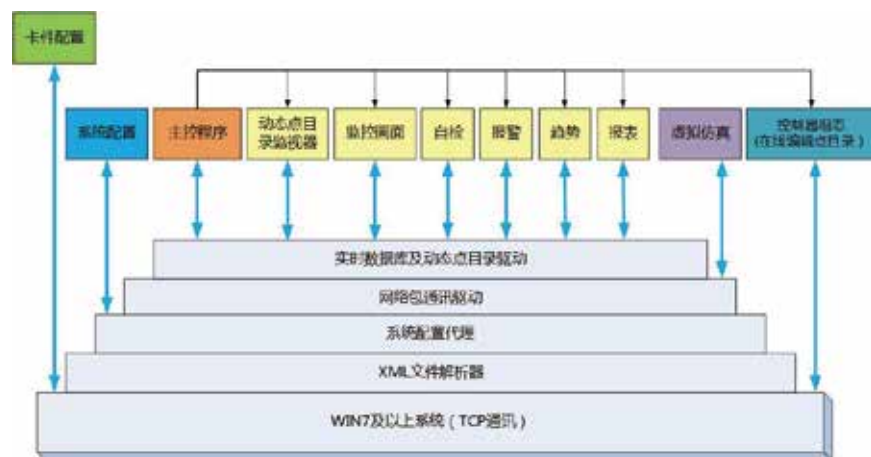 卡件配置
系统配置
主控程序
动态点目
录监视器
监控画面
自检
报警
趋势
报表
虚拟仿真
控制器组态
(在线编辑点目录)
实时数据库及动态点目录驱动
网络包通讯驱动
系统配置代理
XML文件解析器
WIN7及以上系统(TCP通讯)